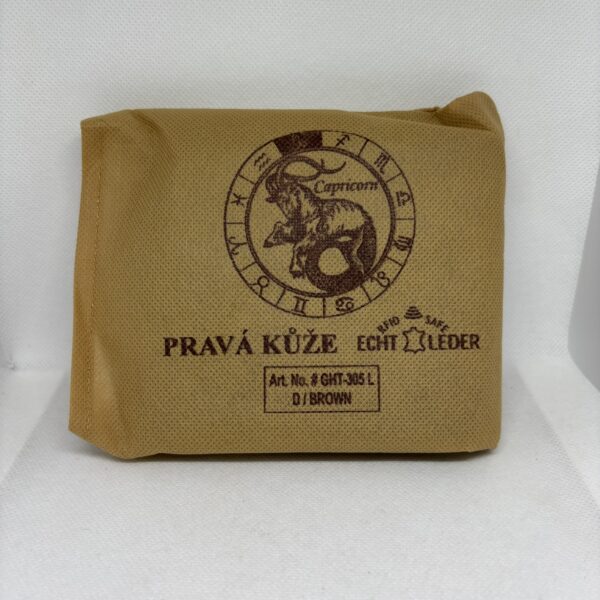 Capricorn
PRAVÁ KŮŽE
RFID SAFE
ECHT LEDER
Art. No. # GHT-305 L
D / BROWN